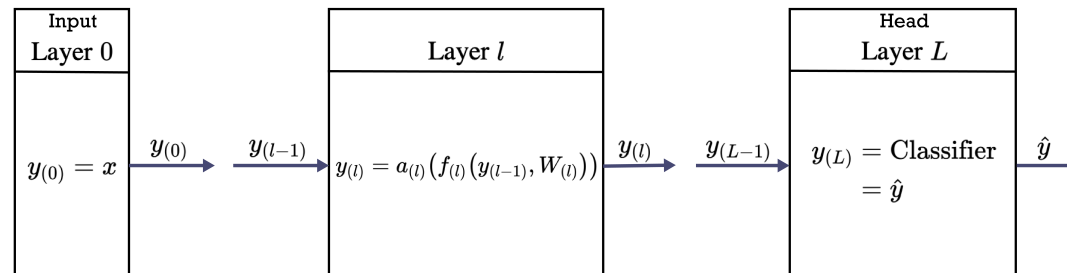 Input
Layer 0
y_{(0)} = x
y_{(0)}
y_{(l-1)}
Layer l
y_{(l)} = a_{(l)}(f_{(l)}(y_{(l-1)}, W_{(l)}))
y_{(l)}
y_{(L-1)}
Head
Layer L
y_{(L)} = Classifier
= ŷ
ŷ